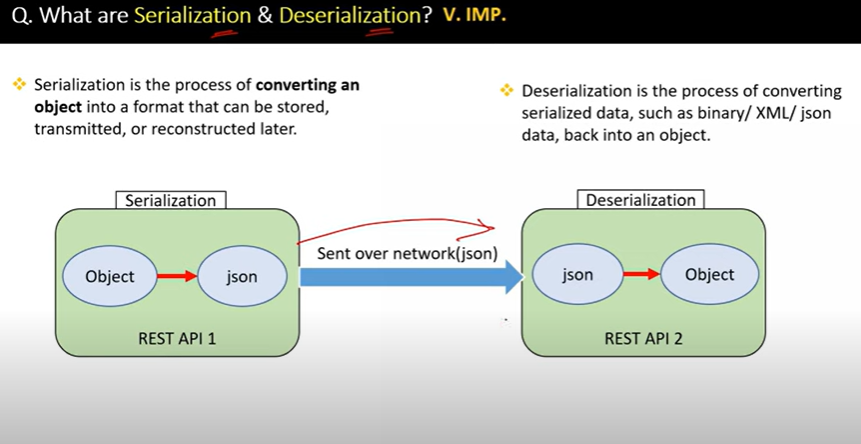 Q. What are Serialization & Deserialization? V. IMP.
Serialization is the process of converting an
object into a format that can be stored,
transmitted, or reconstructed later.
Deserialization is the process of converting
serialized data, such as binary/ XML/ json
data, back into an object.
Serialization
Object
json
REST API 1
Sent over network(json)
Deserialization
json
Object
REST API 2